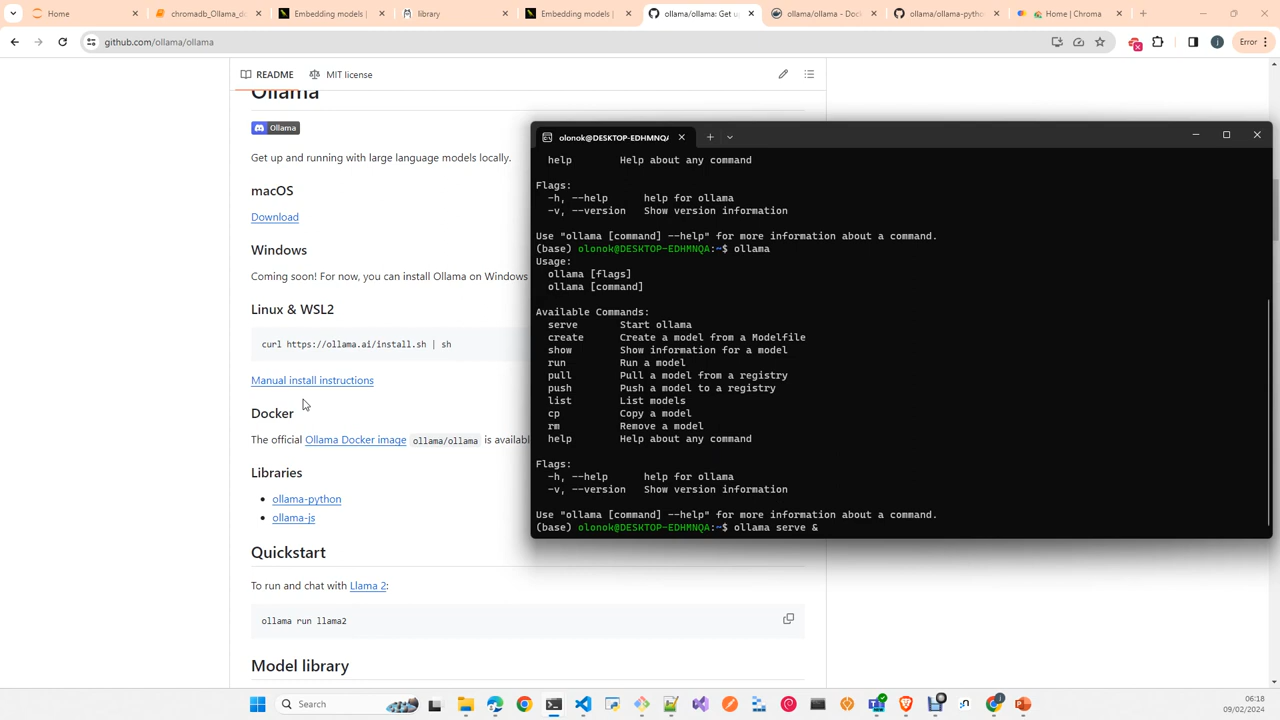 Home
chromadb_Ollama_do
Embedding models |
library
Embedding models |
ollama/ollama: Get up
ollama/ollama - Dock
ollama/ollama-python
Home | Chroma
github.com/ollama/ollama
Error
README
MIT license
Ollama
Ollama
Get up and running with large language models locally.
macOS
Download
Windows
Coming soon! For now, you can install Ollama on Windows
Linux & WSL2
curl https://ollama.ai/install.sh | sh
Manual install instructions
Docker
The official Ollama Docker image ollama/ollama is availabl
Libraries
ollama-python
ollama-js
Quickstart
To run and chat with Llama 2:
ollama run llama2
Model library
olonok@DESKTOP-EDHMNQA
help Help about any command
Flags:
-h, --help help for ollama
-v, --version Show version information
Use "ollama [command] --help" for more information about a command.
(base) olonok@DESKTOP-EDHMNQA:~$ ollama
Usage:
ollama [flags]
ollama [command]
Available Commands:
serve Start ollama
create Create a model from a Modelfile
show Show information for a model
run Run a model
pull Pull a model from a registry
push Push a model to a registry
list List models
cp Copy a model
rm Remove a model
help Help about any command
Flags:
-h, --help help for ollama
-v, --version Show version information
Use "ollama [command] --help" for more information about a command.
(base) olonok@DESKTOP-EDHMNQA:~$ ollama serve &
Search
06:18
09/02/2024